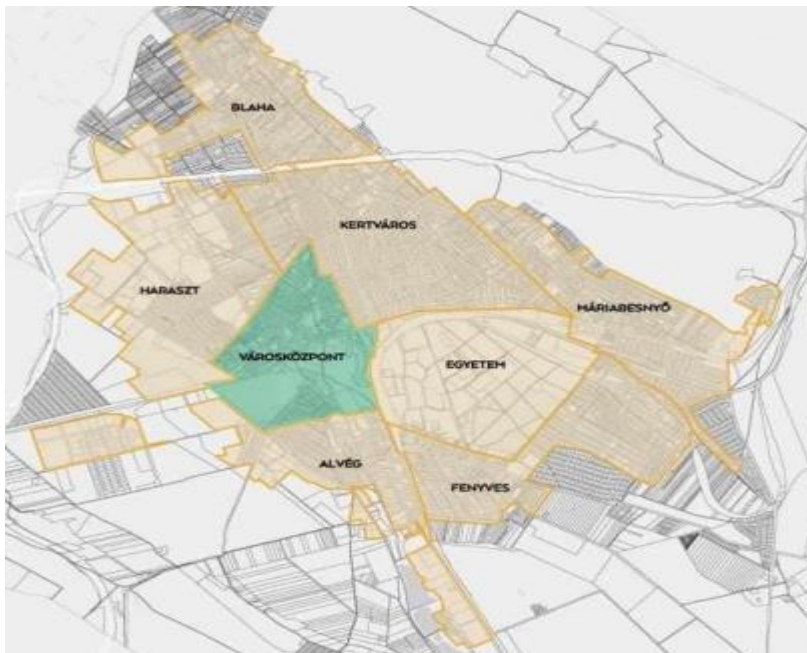 BLAHA
KERTVÁROS
HARASZT
MÁRIABESNYŐ
VÁROSKÖZPONT
EGYETEM
ALVÉG
FENYVES